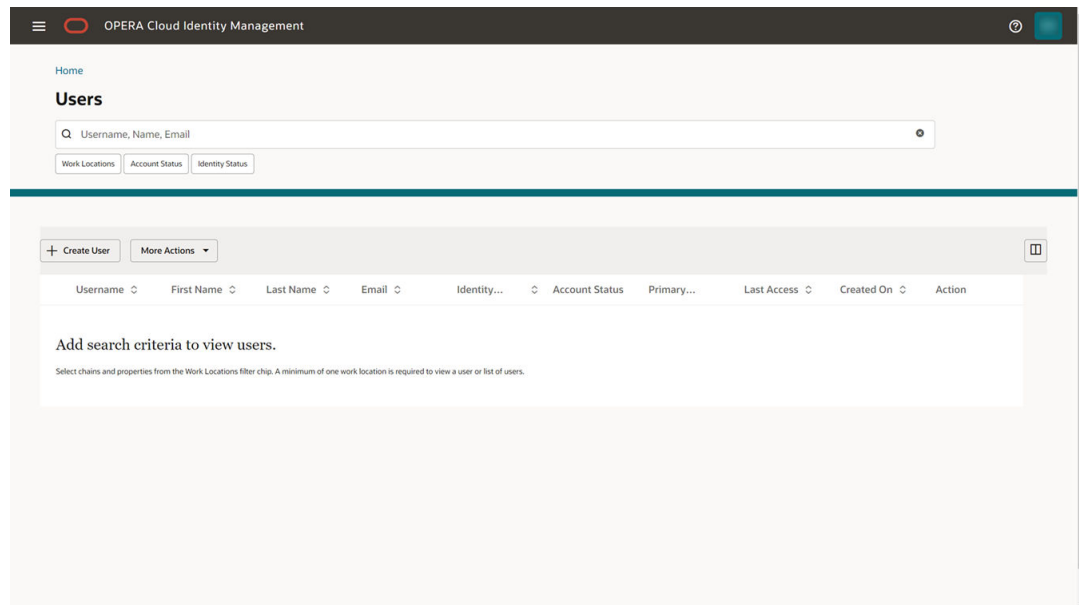 OPERA Cloud Identity Management
Home
Users
Username, Name, Email
Work Locations Account Status Identity Status
Create User More Actions
Username First Name Last Name Email Identity... Account Status Primary... Last Access Created On Action
Add search criteria to view users.
Select chains and properties from the Work Locations filter chip. A minimum of one work location is required to view a user or list of users.